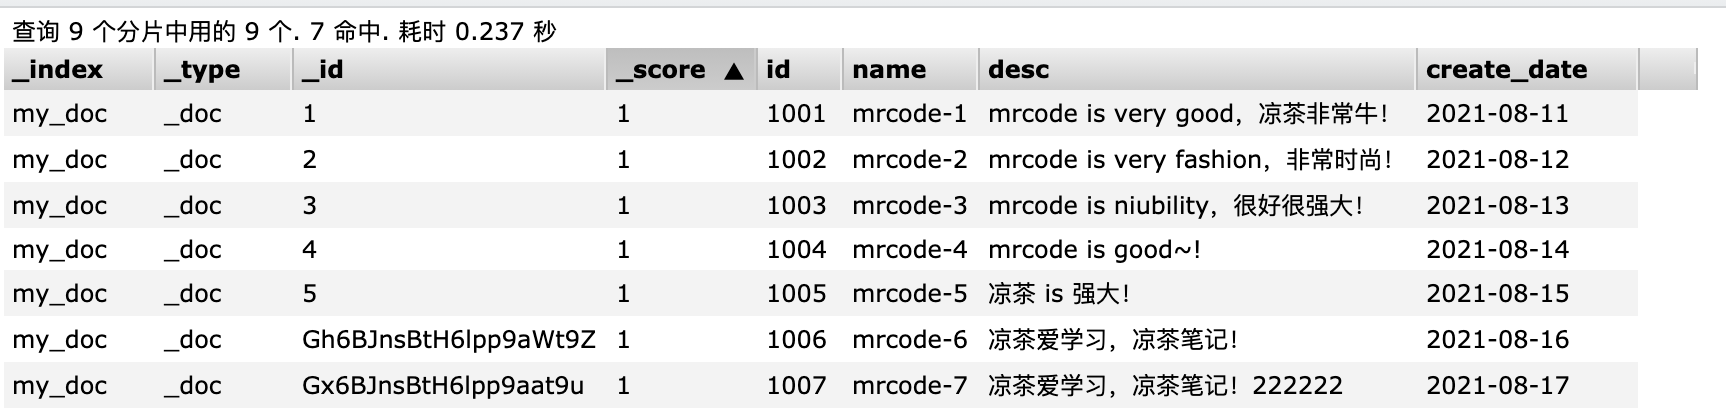 查询 9 个分片中用的 9 个. 7 命中. 耗时 0.237 秒
_index _type _id _score ▲ id name desc create_date
my_doc _doc 1 1 1001 mrcode-1 mrcode is very good，凉茶非常牛！ 2021-08-11
my_doc _doc 2 1 1002 mrcode-2 mrcode is very fashion，非常时尚！ 2021-08-12
my_doc _doc 3 1 1003 mrcode-3 mrcode is niubility，很好很强大！ 2021-08-13
my_doc _doc 4 1 1004 mrcode-4 mrcode is good~! 2021-08-14
my_doc _doc 5 1 1005 mrcode-5 凉茶 is 强大！ 2021-08-15
my_doc _doc Gh6BJnsBtH6lpp9aWt9Z 1 1006 mrcode-6 凉茶爱学习，凉茶笔记！ 2021-08-16
my_doc _doc Gx6BJnsBtH6lpp9aat9u 1 1007 mrcode-7 凉茶爱学习，凉茶笔记！222222 2021-08-17